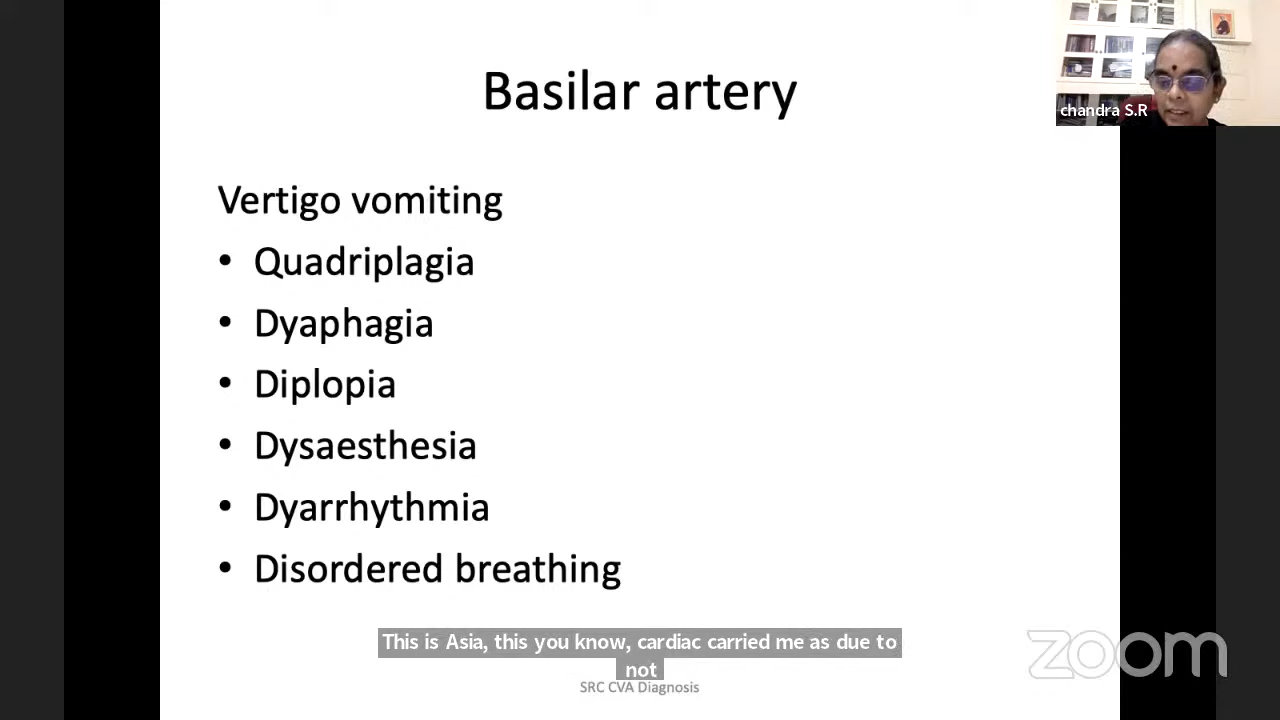 Basilar artery
chandra S.R
Vertigo vomiting
• Quadriplagia
• Dyaphagia
• Diplopia
• Dysaesthesia
• Dyarrhythmia
• Disordered breathing
This is Asia, this you know, cardiac carried me as due to
not
SRC CVA Diagnosis
zoom